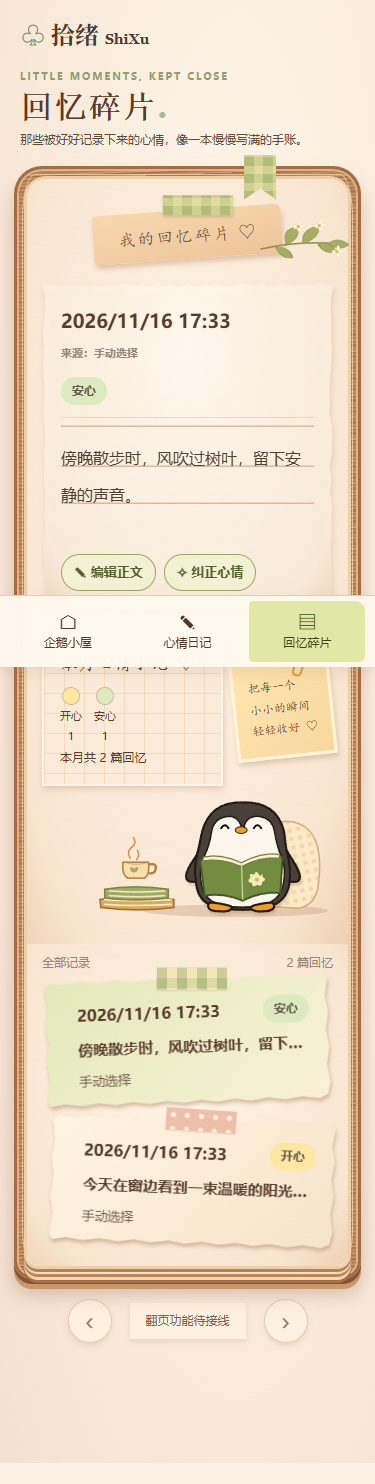 拾绪 ShiXu
LITTLE MOMENTS, KEPT CLOSE
回忆碎片.
那些被好好记录下来的心情，像一本慢慢写满的手账。
我的回忆碎片 ♡
2026/11/16 17:33
来源：手动选择
安心
傍晚散步时，风吹过树叶，留下安
静的声音。
编辑正文
纠正心情
企鹅小屋
心情日记
回忆碎片
开心
安心
1
1
本月共 2 篇回忆
把每一个
小小的瞬间
轻轻收好 ♡
全部记录
2 篇回忆
2026/11/16 17:33
安心
傍晚散步时，风吹过树叶，留下...
手动选择
2026/11/16 17:33
开心
今天在窗边看到一束温暖的阳光...
手动选择
‹
翻页功能待接线
›